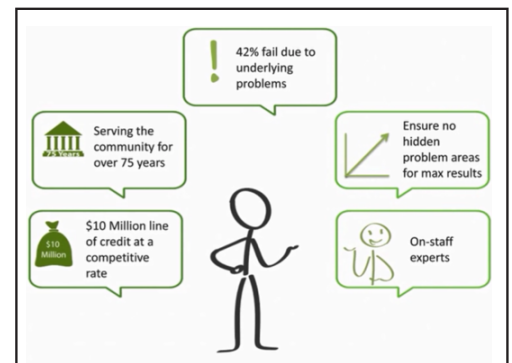 42% fail due to
underlying
problems
75 Years
Serving the
community for
over 75 years
Ensure no
hidden
problem areas
for max results
$10
Million
$10 Million line
of credit at a
competitive
rate
On-staff
experts